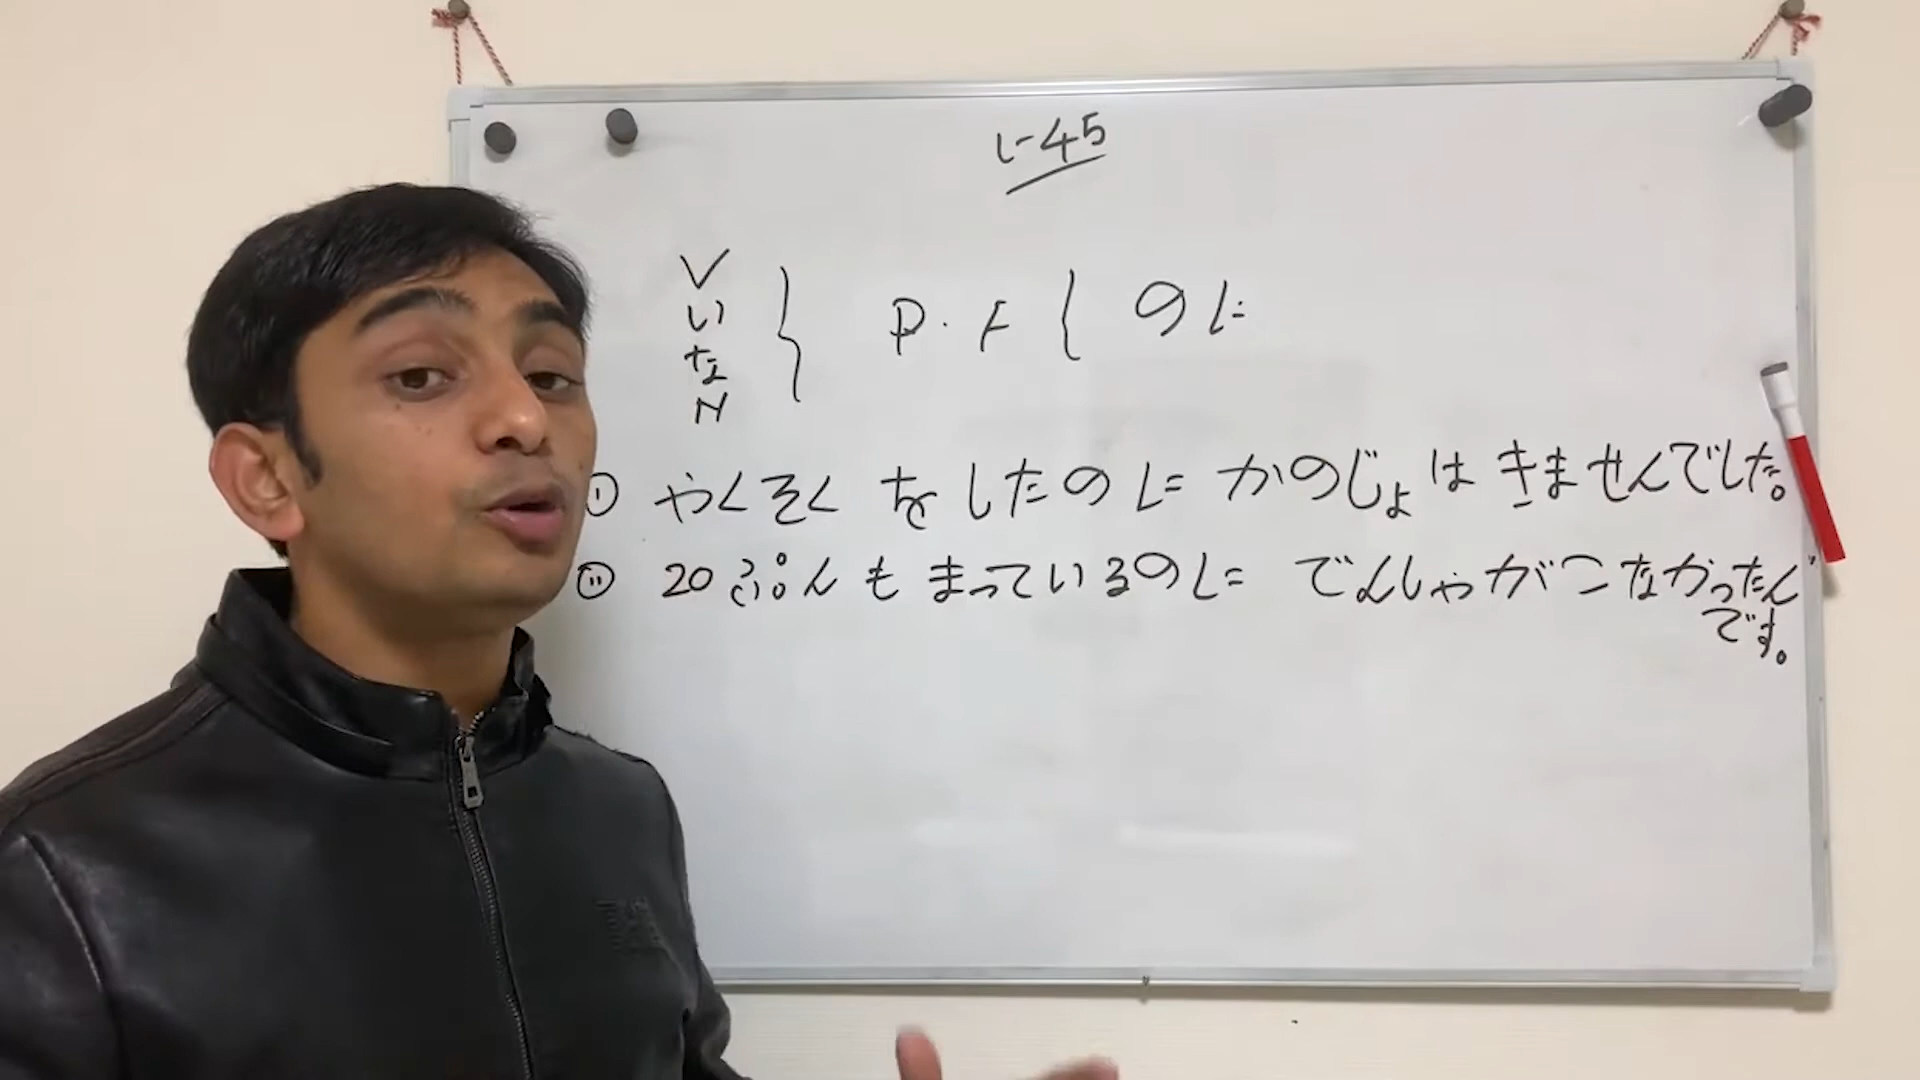 L-45
V
い
な
N
} P.F { のに
① やくそくをしたのにかのじょはきませんでした。
② 20ぷんもまっているのにでんしゃがこなかったん
です。